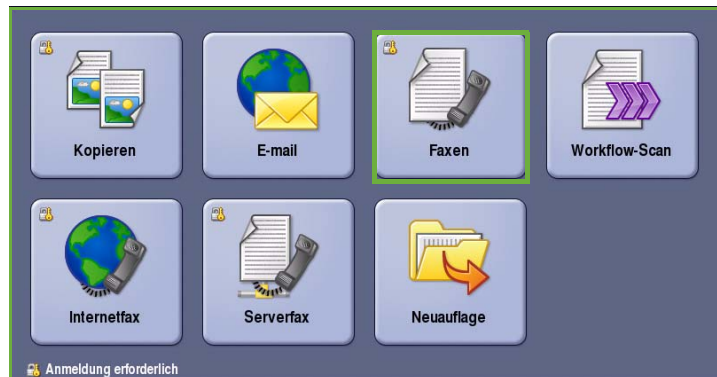 Kopieren
E-mail
Faxen
Workflow-Scan
Internetfax
Serverfax
Neuauflage
Anmeldung erforderlich